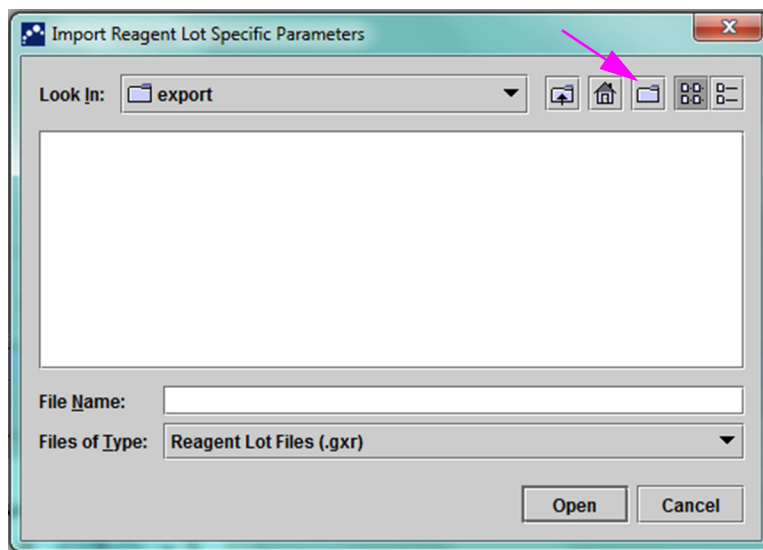 Import Reagent Lot Specific Parameters
Look In: export
File Name:
Files of Type: Reagent Lot Files (.gxr)
Open Cancel